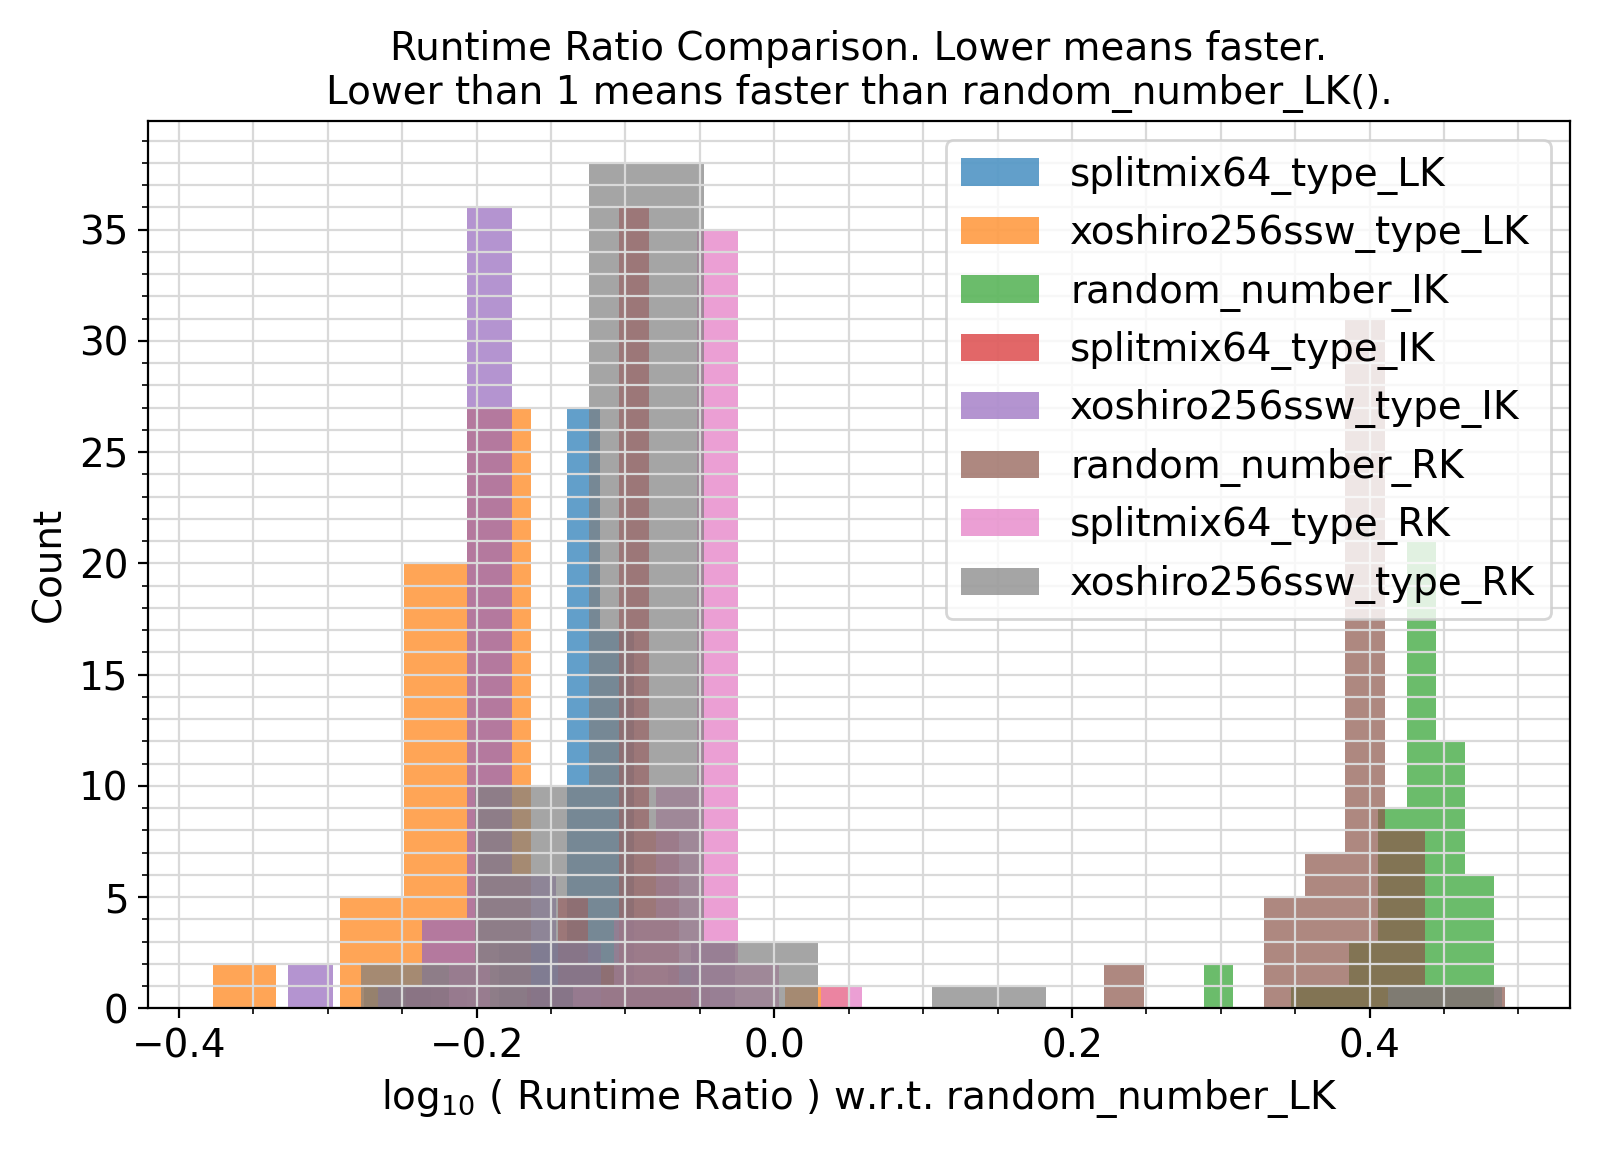 Runtime Ratio Comparison. Lower means faster.
Lower than 1 means faster than random_number_LK().
splitmix64_type_LK
xoshiro256ssw_type_LK
random_number_IK
splitmix64_type_IK
xoshiro256ssw_type_IK
random_number_RK
splitmix64_type_RK
xoshiro256ssw_type_RK
35
30
25
20
15
10
5
0
Count
−0.4 −0.2 0.0 0.2 0.4
log₁₀ ( Runtime Ratio ) w.r.t. random_number_LK